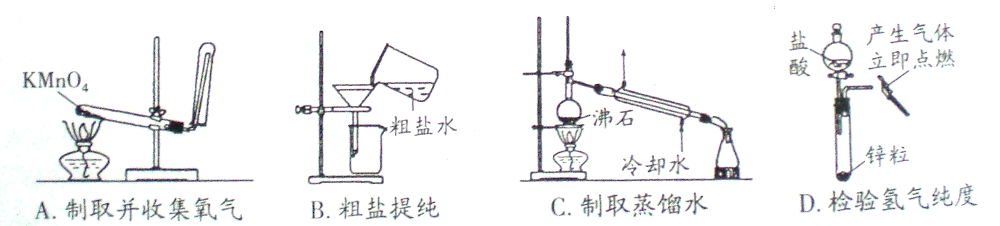 KMnO₄
A. 制取并收集氧气
粗盐水
B. 粗盐提纯
沸石
冷却水
C. 制取蒸馏水
盐
酸
产生气体
立即点燃
锌粒
D. 检验氢气纯度